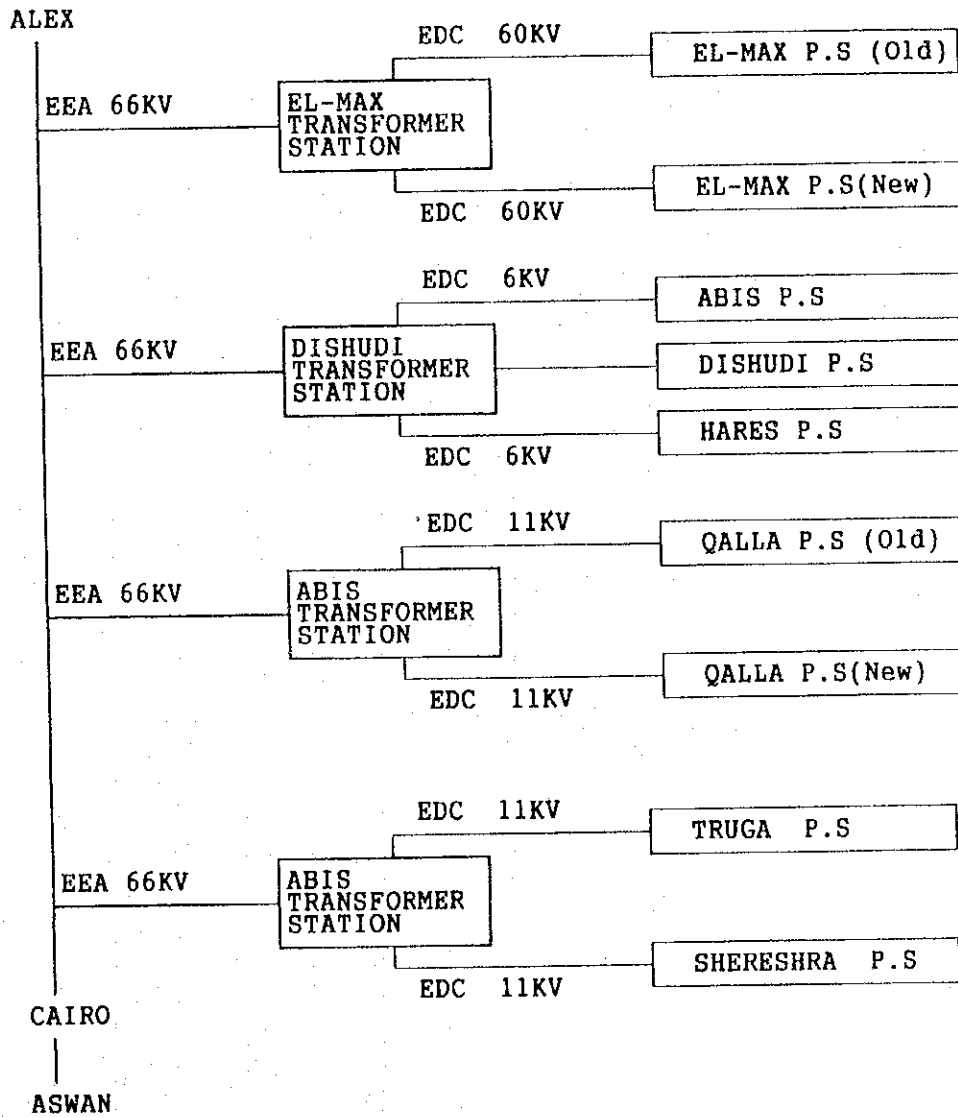 ALEX
EDC 60KV
EL-MAX P.S (Old)
EEA 66KV
EL-MAX
TRANSFORMER
STATION
EL-MAX P.S(New)
EDC 60KV
EDC 6KV
ABIS P.S
EEA 66KV
DISHUDI
TRANSFORMER
STATION
DISHUDI P.S
HARES P.S
EDC 6KV
EDC 11KV
QALLA P.S (Old)
EEA 66KV
ABIS
TRANSFORMER
STATION
QALLA P.S(New)
EDC 11KV
EDC 11KV
TRUGA P.S
EEA 66KV
ABIS
TRANSFORMER
STATION
SHERESHRA P.S
EDC 11KV
CAIRO
ASWAN